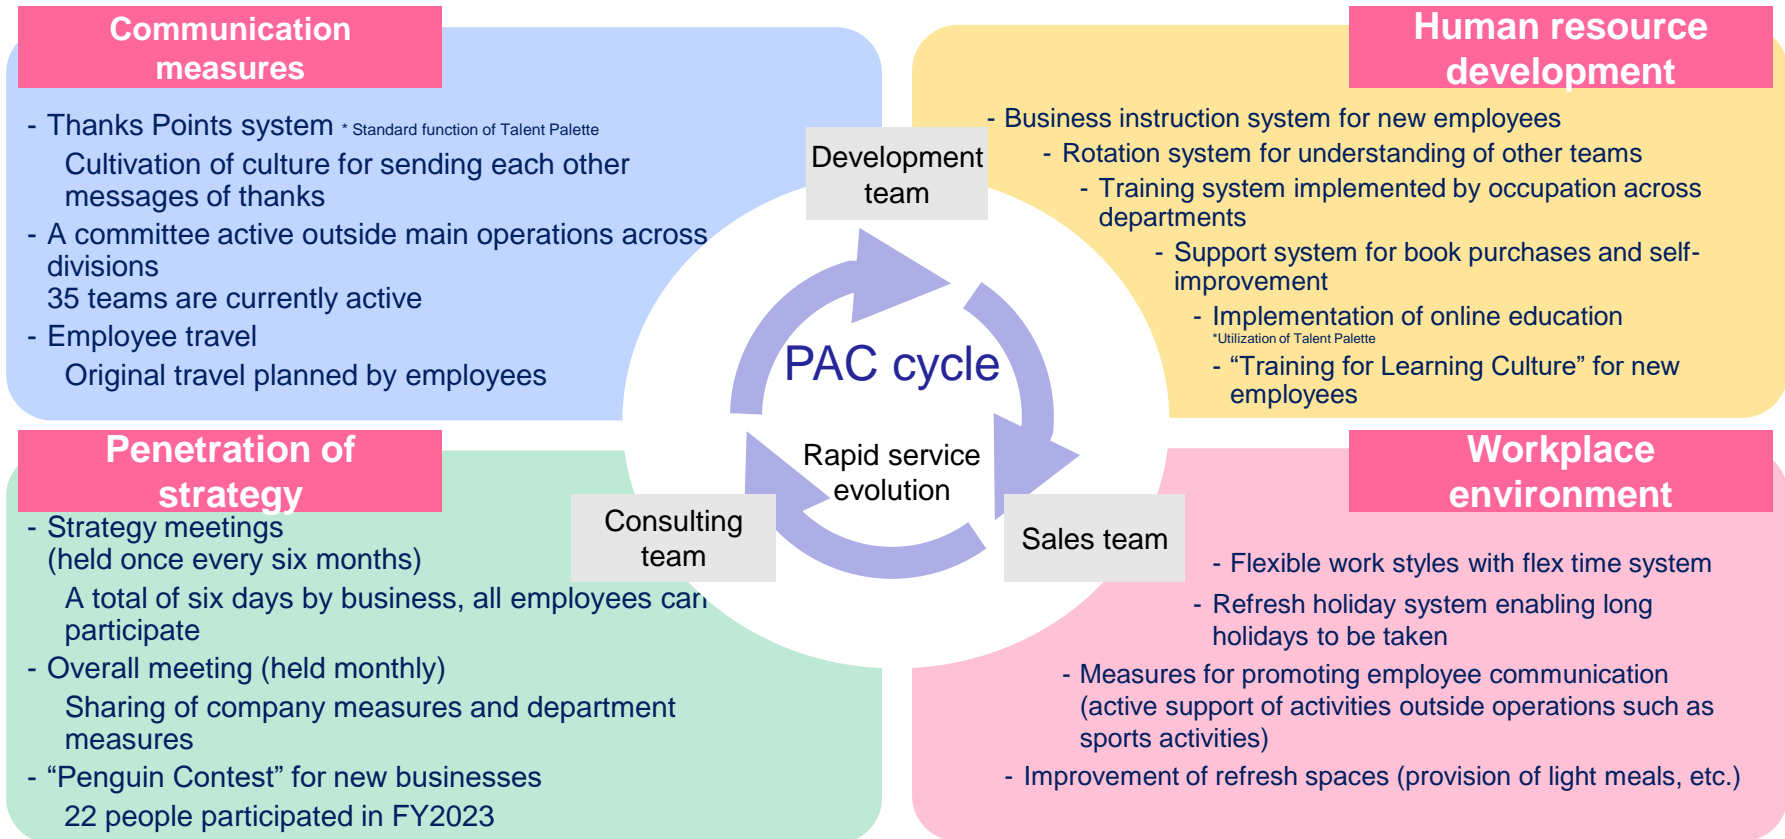 Communication
measures
- Thanks Points system * Standard function of Talent Palette
Cultivation of culture for sending each other
messages of thanks
- A committee active outside main operations across
divisions
35 teams are currently active
- Employee travel
Original travel planned by employees
Human resource
development
- Business instruction system for new employees
- Rotation system for understanding of other teams
- Training system implemented by occupation across
departments
- Support system for book purchases and self-
improvement
- Implementation of online education
*Utilization of Talent Palette
- “Training for Learning Culture” for new
employees
Development
team
PAC cycle
Rapid service
evolution
Consulting
team
Sales team
Penetration of
strategy
- Strategy meetings
(held once every six months)
A total of six days by business, all employees can
participate
- Overall meeting (held monthly)
Sharing of company measures and department
measures
- “Penguin Contest” for new businesses
22 people participated in FY2023
Workplace
environment
- Flexible work styles with flex time system
- Refresh holiday system enabling long
holidays to be taken
- Measures for promoting employee communication
(active support of activities outside operations such as
sports activities)
- Improvement of refresh spaces (provision of light meals, etc.)